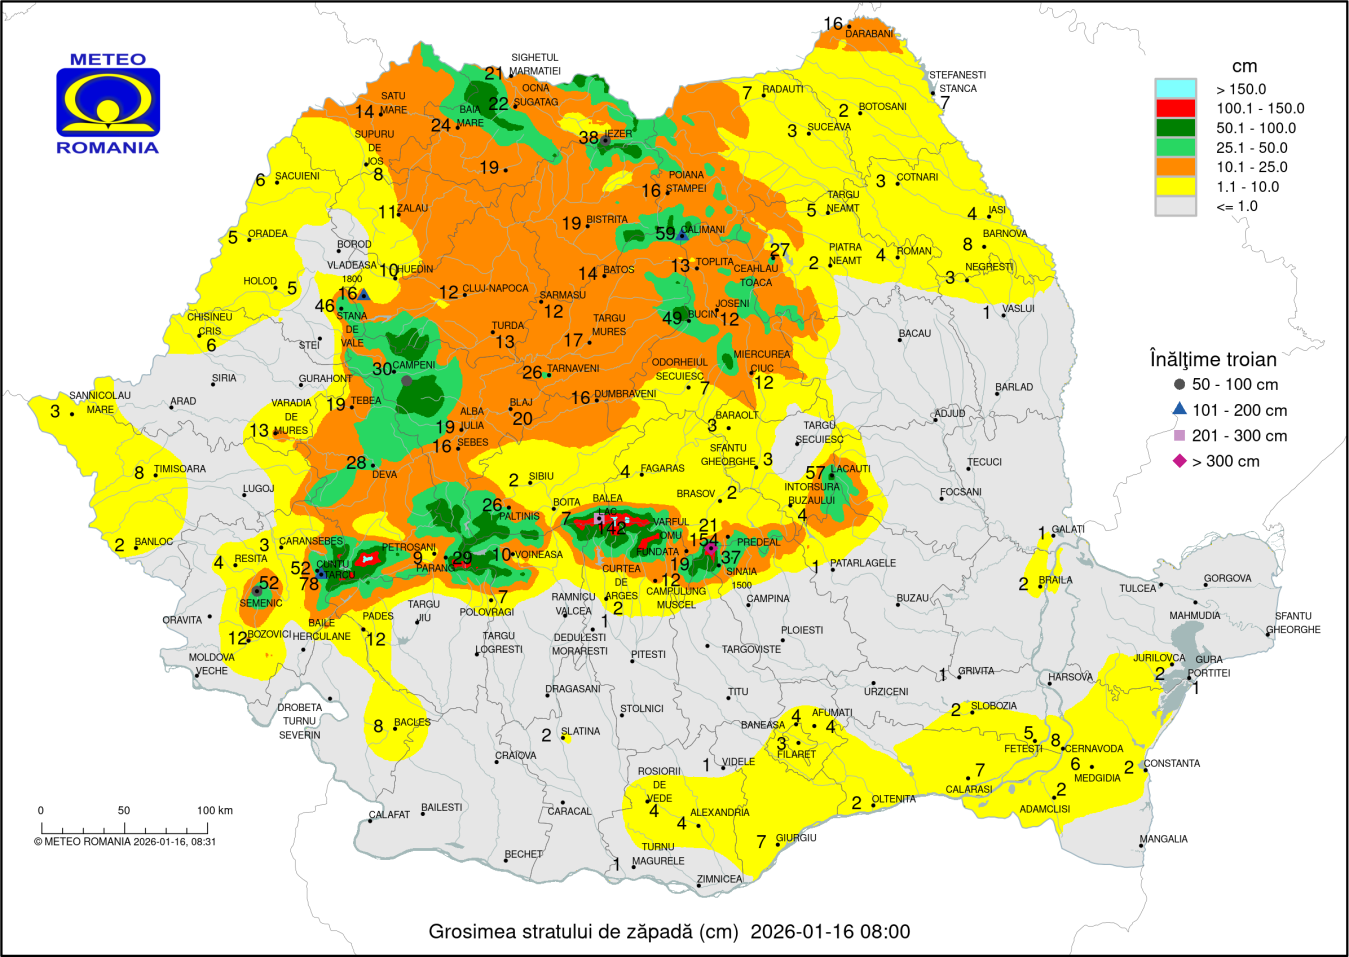 METEO
ROMANIA
cm
> 150.0
100.1 - 150.0
50.1 - 100.0
25.1 - 50.0
10.1 - 25.0
1.1 - 10.0
<= 1.0
Înălţime troian
50 - 100 cm
101 - 200 cm
201 - 300 cm
> 300 cm
16 DARABANI
SIGHETUL
21 MARMATIEI
OCNA
22 SUGATAG
SATU
14 MARE
BAIA
24 MARE
STEFANESTI
STANCA
7
7 RADAUTI
2 BOTOSANI
3 SUCEAVA
SUPURU
DE
JOS
8
38 IEZER
19
6 SACUIENI
POIANA
16 STAMPEI
3 COTNARI
TARGU
5 NEAMT
11 ZALAU
19 BISTRITA
4 IASI
5 ORADEA
BOROD
59 CALIMANI
BARNOVA
8
27
PIATRA
2 NEAMT
4 ROMAN
VLADEASA
1800
16
10 HUEDIN
14 BATOS
13 TOPLITA
CEAHLAU
TOACA
NEGRESTI
3
HOLOD 5
12 CLUJ-NAPOCA
SARMASU
12
46
STANA
DE
VALE
JOSENI
12
49 BUCIN
1 VASLUI
CHISINEU
CRIS
6
TARGU
MURES
17
TURDA
13
BACAU
STEI
ODORHEIUL
SECUIESC
7
MIERCUREA
CIUC
12
30 CAMPENI
26 TARNAVENI
SIRIA
GURAHONT
BARLAD
SANNICOLAU
3 MARE
ARAD
VARADIA
DE
13 MURES
19 TEBEA
BLAJ
20
16 DUMBRAVENI
ALBA
19 IULIA
BARAOLT
3
ADJUD
TARGU
SECUIESC
16 SEBES
SFANTU
GHEORGHE 3
8 TIMISOARA
28
DEVA
4 FAGARAS
57 LACAUTI
TECUCI
2 SIBIU
LUGOJ
INTORSURA
BUZAULUI
4
FOCSANI
BRASOV 2
26
PALTINIS
BOITA
7
BALEA
LAC
142
VARFUL
OMU
154
21
PREDEAL
1 GALATI
2 BANLOC
3 CARANSEBES
4 RESITA
PETROSANI
9
PARANG
29
10 VOINEASA
FUNDATA
19
37
SINAIA
1500
1 PATARLAGELE
52
CUNTU
78 TARCU
52
SEMENIC
CURTEA
DE
ARGES
2
12
CAMPULUNG
MUSCEL
2 BRAILA
TULCEA
GORGOVA
7
POLOVRAGI
RAMNICU
VALCEA
1
CAMPINA
BUZAU
MAHMUDIA
SFANTU
GHEORGHE
ORAVITA
TARGU
JIU
PADES
12
BAILE
HERCULANE
12 BOZOVICI
TARGU
LOGRESTI
DEDULESTI
MORARESTI
PLOIESTI
TARGOVISTE
PITESTI
MOLDOVA
VECHE
JURILOVCA
2
GURA
PORTITEI
1
1 GRIVITA
HARSOVA
URZICENI
DRAGASANI
TITU
DROBETA
TURNU
SEVERIN
STOLNICI
2 SLOBOZIA
8 BACLES
BANEASA 4
AFUMATI
4
3
FILARET
2 SLATINA
5
FETESTI
8 CERNAVODA
CRAIOVA
1 VIDELE
6
MEDGIDIA
2 CONSTANTA
7
CALARASI
ROSIORII
DE
VEDE
4
2
ADAMCLISI
2 OLTENITA
CALAFAT
BAILESTI
CARACAL
4 ALEXANDRIA
7 GIURGIU
MANGALIA
BECHET
TURNU
1 MAGURELE
ZIMNICEA
0 50 100 km
© METEO ROMANIA 2026-01-16, 08:31
Grosimea stratului de zăpadă (cm) 2026-01-16 08:00